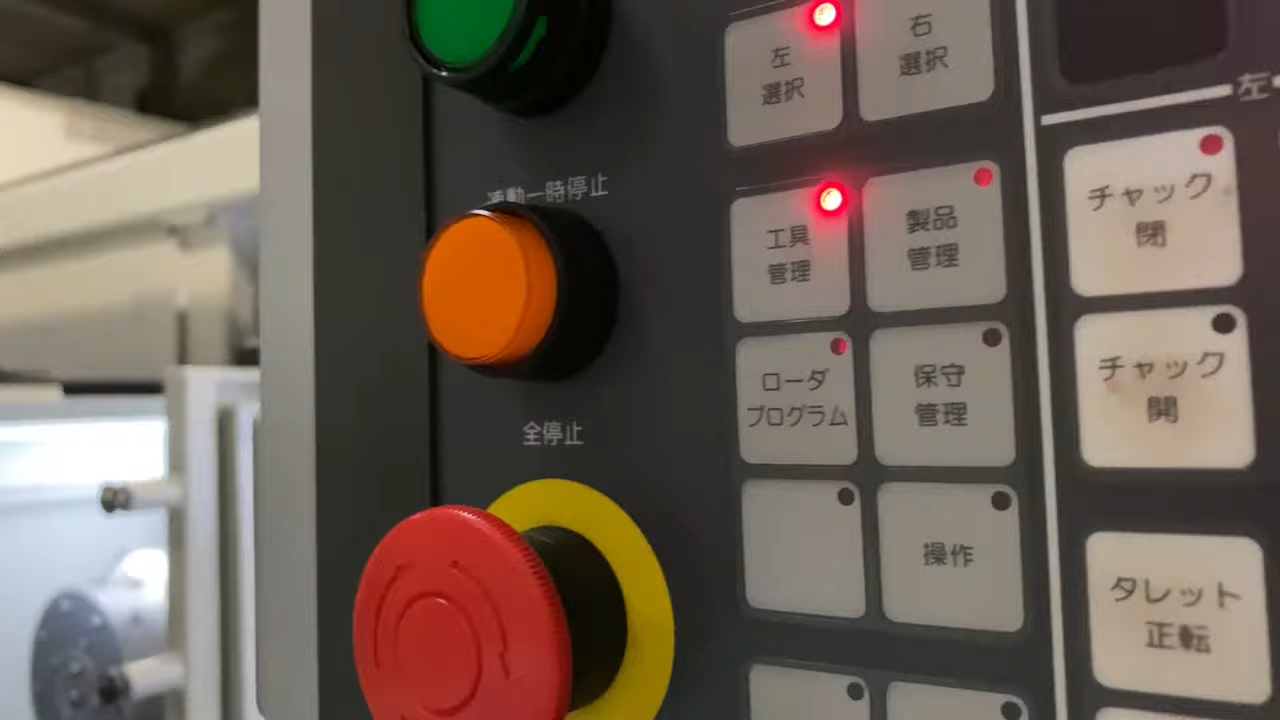 左
選択
右
選択
左
連動一時停止
工具
管理
製品
管理
チャック
閉
ローダ
プログラム
保守
管理
チャック
開
全停止
操作
タレット
正転